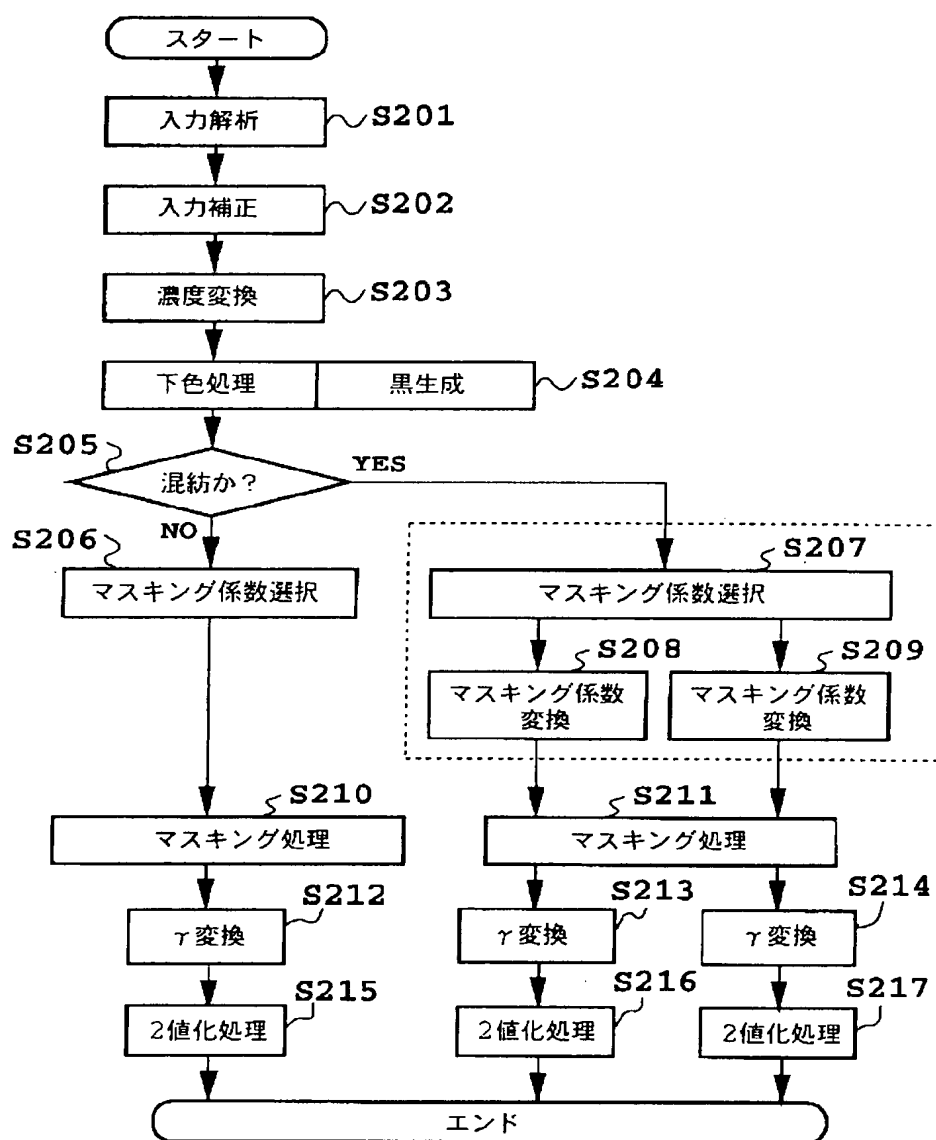 スタート
入力解析
S201
入力補正
S202
濃度変換
S203
下色処理
黒生成
S204
S205
混紡か？
YES
NO
S206
マスキング係数選択
S207
マスキング係数選択
S208
マスキング係数
変換
S209
マスキング係数
変換
S210
マスキング処理
S211
マスキング処理
S212
γ変換
S213
γ変換
S214
γ変換
S215
2値化処理
S216
2値化処理
S217
2値化処理
エンド